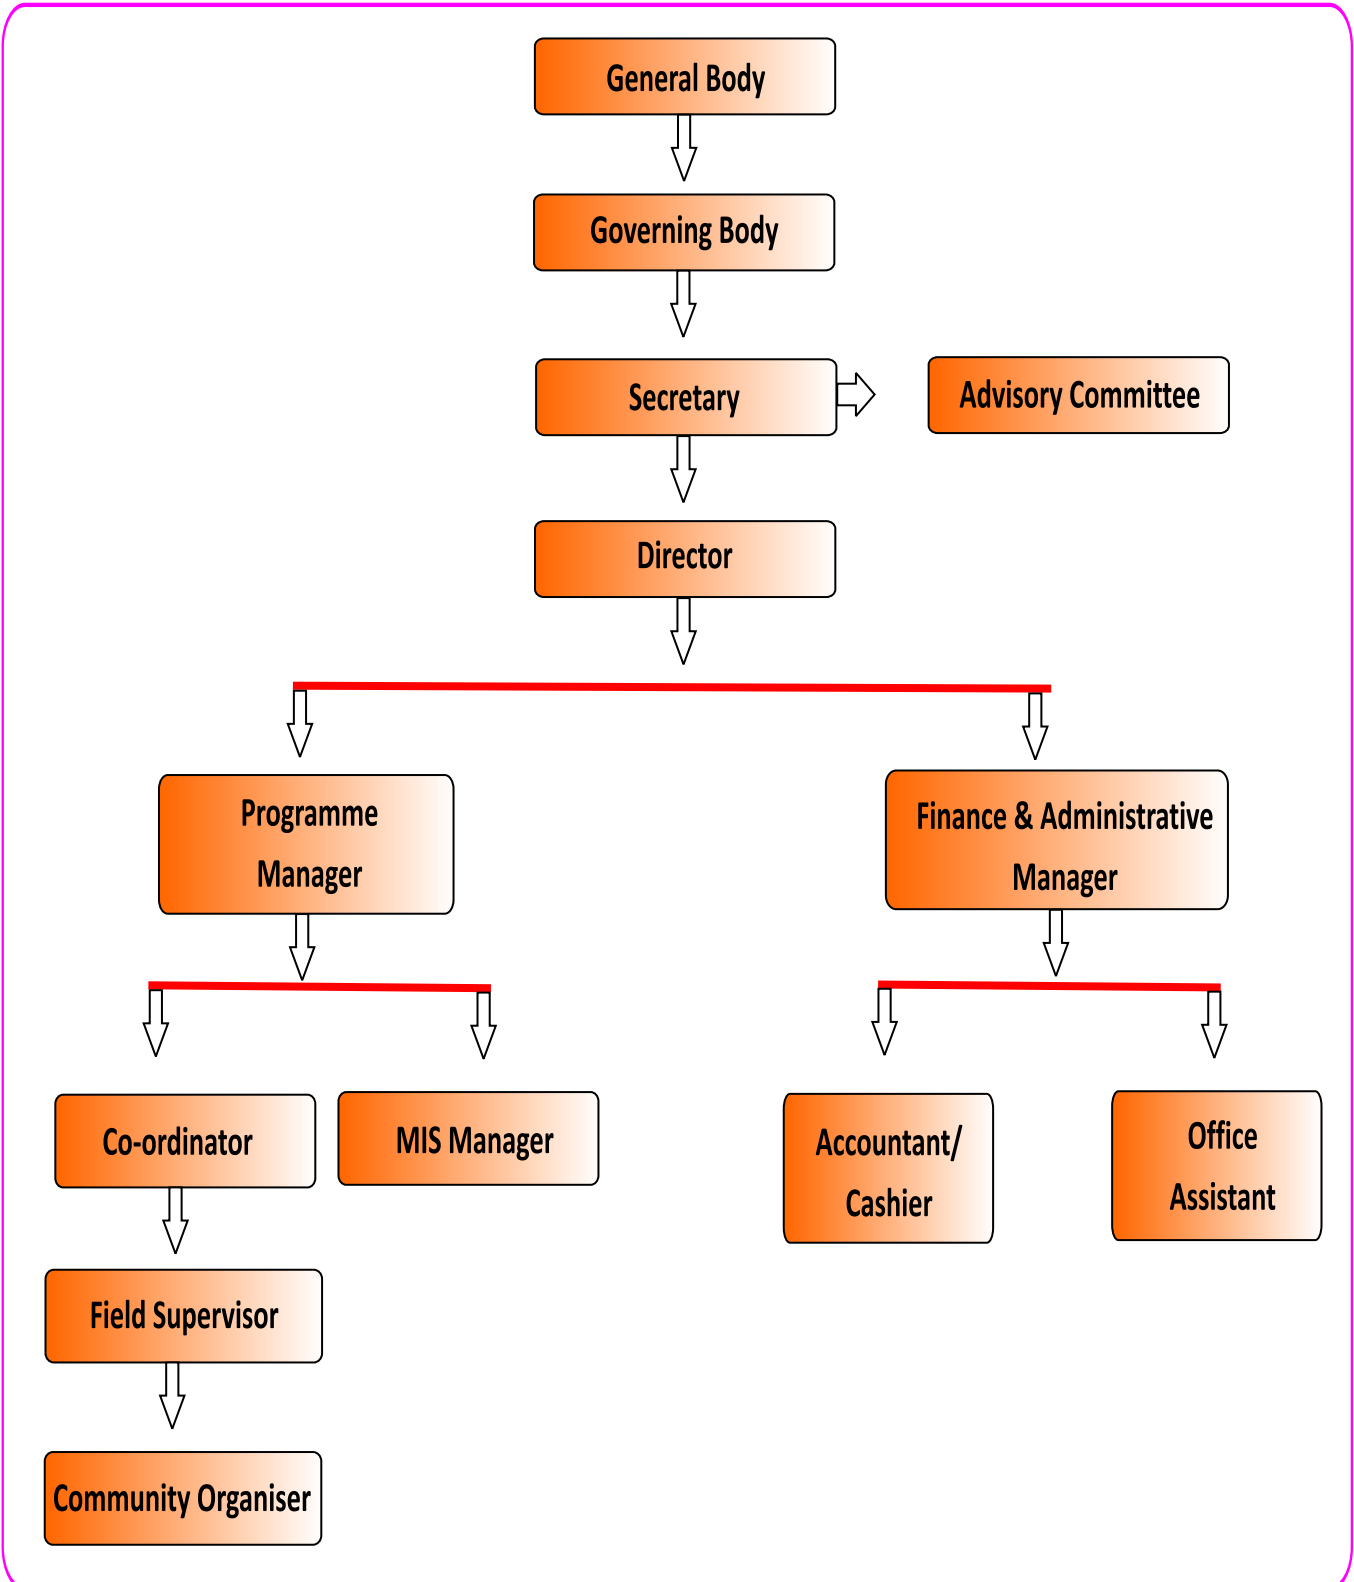 General Body
Governing Body
Secretary
Advisory Committee
Director
Programme
Manager
Finance & Administrative
Manager
Co-ordinator
MIS Manager
Accountant/
Cashier
Office
Assistant
Field Supervisor
Community Organiser